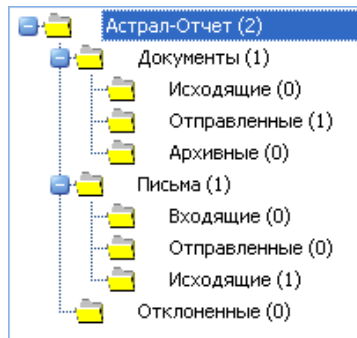 Астрал-Отчет (2)
Документы (1)
Исходящие (0)
Отправленные (1)
Архивные (0)
Письма (1)
Входящие (0)
Отправленные (0)
Исходящие (1)
Отклоненные (0)